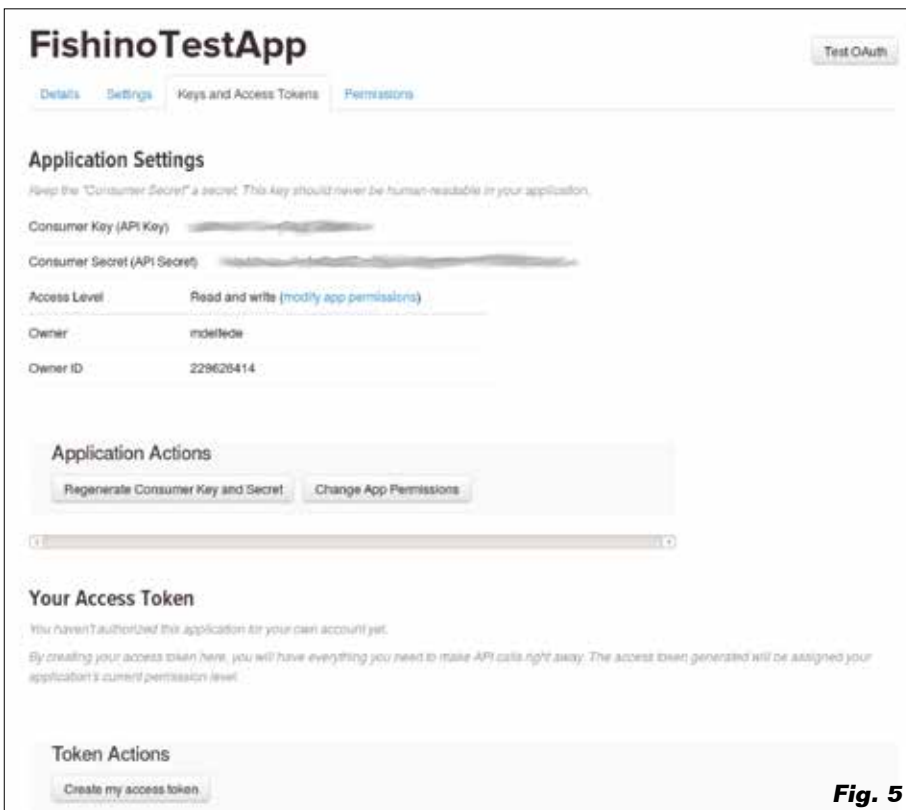 FishinoTestApp
Test OAuth
Details Settings Keys and Access Tokens Permissions
Application Settings
Keep the "Consumer Secret" a secret. This key should never be human-readable in your application.
Consumer Key (API Key)
Consumer Secret (API Secret)
Access Level Read and write (modify app permissions)
Owner mdelfede
Owner ID 229626414
Application Actions
Regenerate Consumer Key and Secret Change App Permissions
Your Access Token
You haven't authorized this application for your own account yet.
By creating your access token here, you will have everything you need to make API calls right away. The access token generated will be assigned your
application's current permission level.
Token Actions
Create my access token
Fig. 5